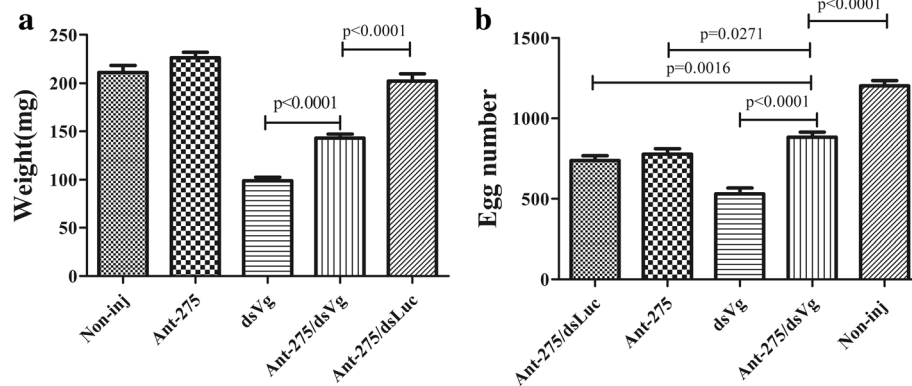 a
Weight(mg)
250
200
150
100
50
0
p<0.0001
p<0.0001
Non-inj
Ant-275
dsVg
Ant-275/dsVg
Ant-275/dsLuc
b
Egg number
1500
1000
500
0
p<0.0001
p=0.0271
p=0.0016
p<0.0001
Ant-275/dsLuc
Ant-275
dsVg
Ant-275/dsVg
Non-inj